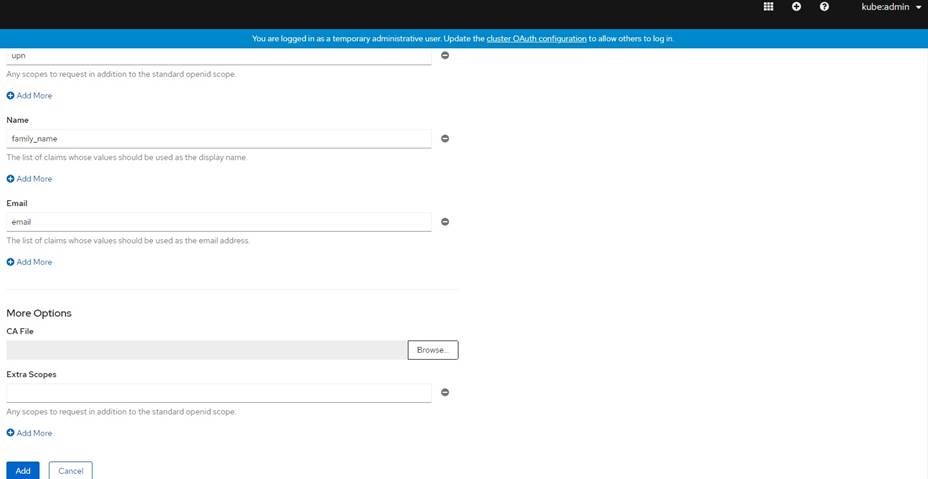 kube:admin
You are logged in as a temporary administrative user. Update the cluster OAuth configuration to allow others to log in.
upn
Any scopes to request in addition to the standard openid scope.
Add More
Name
family_name
The list of claims whose values should be used as the display name.
Add More
Email
email
The list of claims whose values should be used as the email address.
Add More
More Options
CA File
Browse...
Extra Scopes
Any scopes to request in addition to the standard openid scope.
Add More
Add Cancel